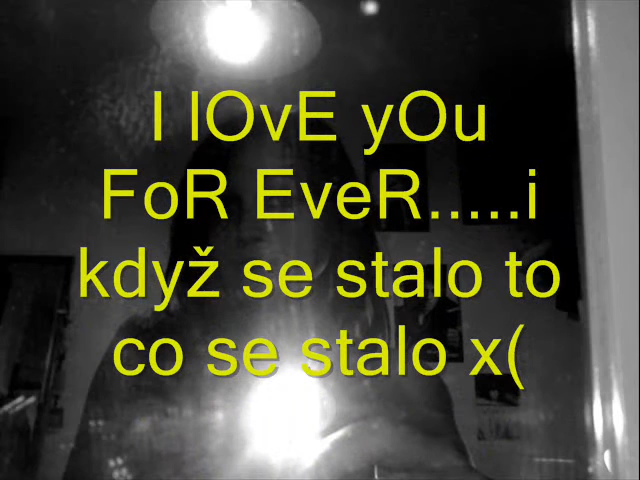 I lOvE yOu
FoR EveR.....i
když se stalo to
co se stalo x(